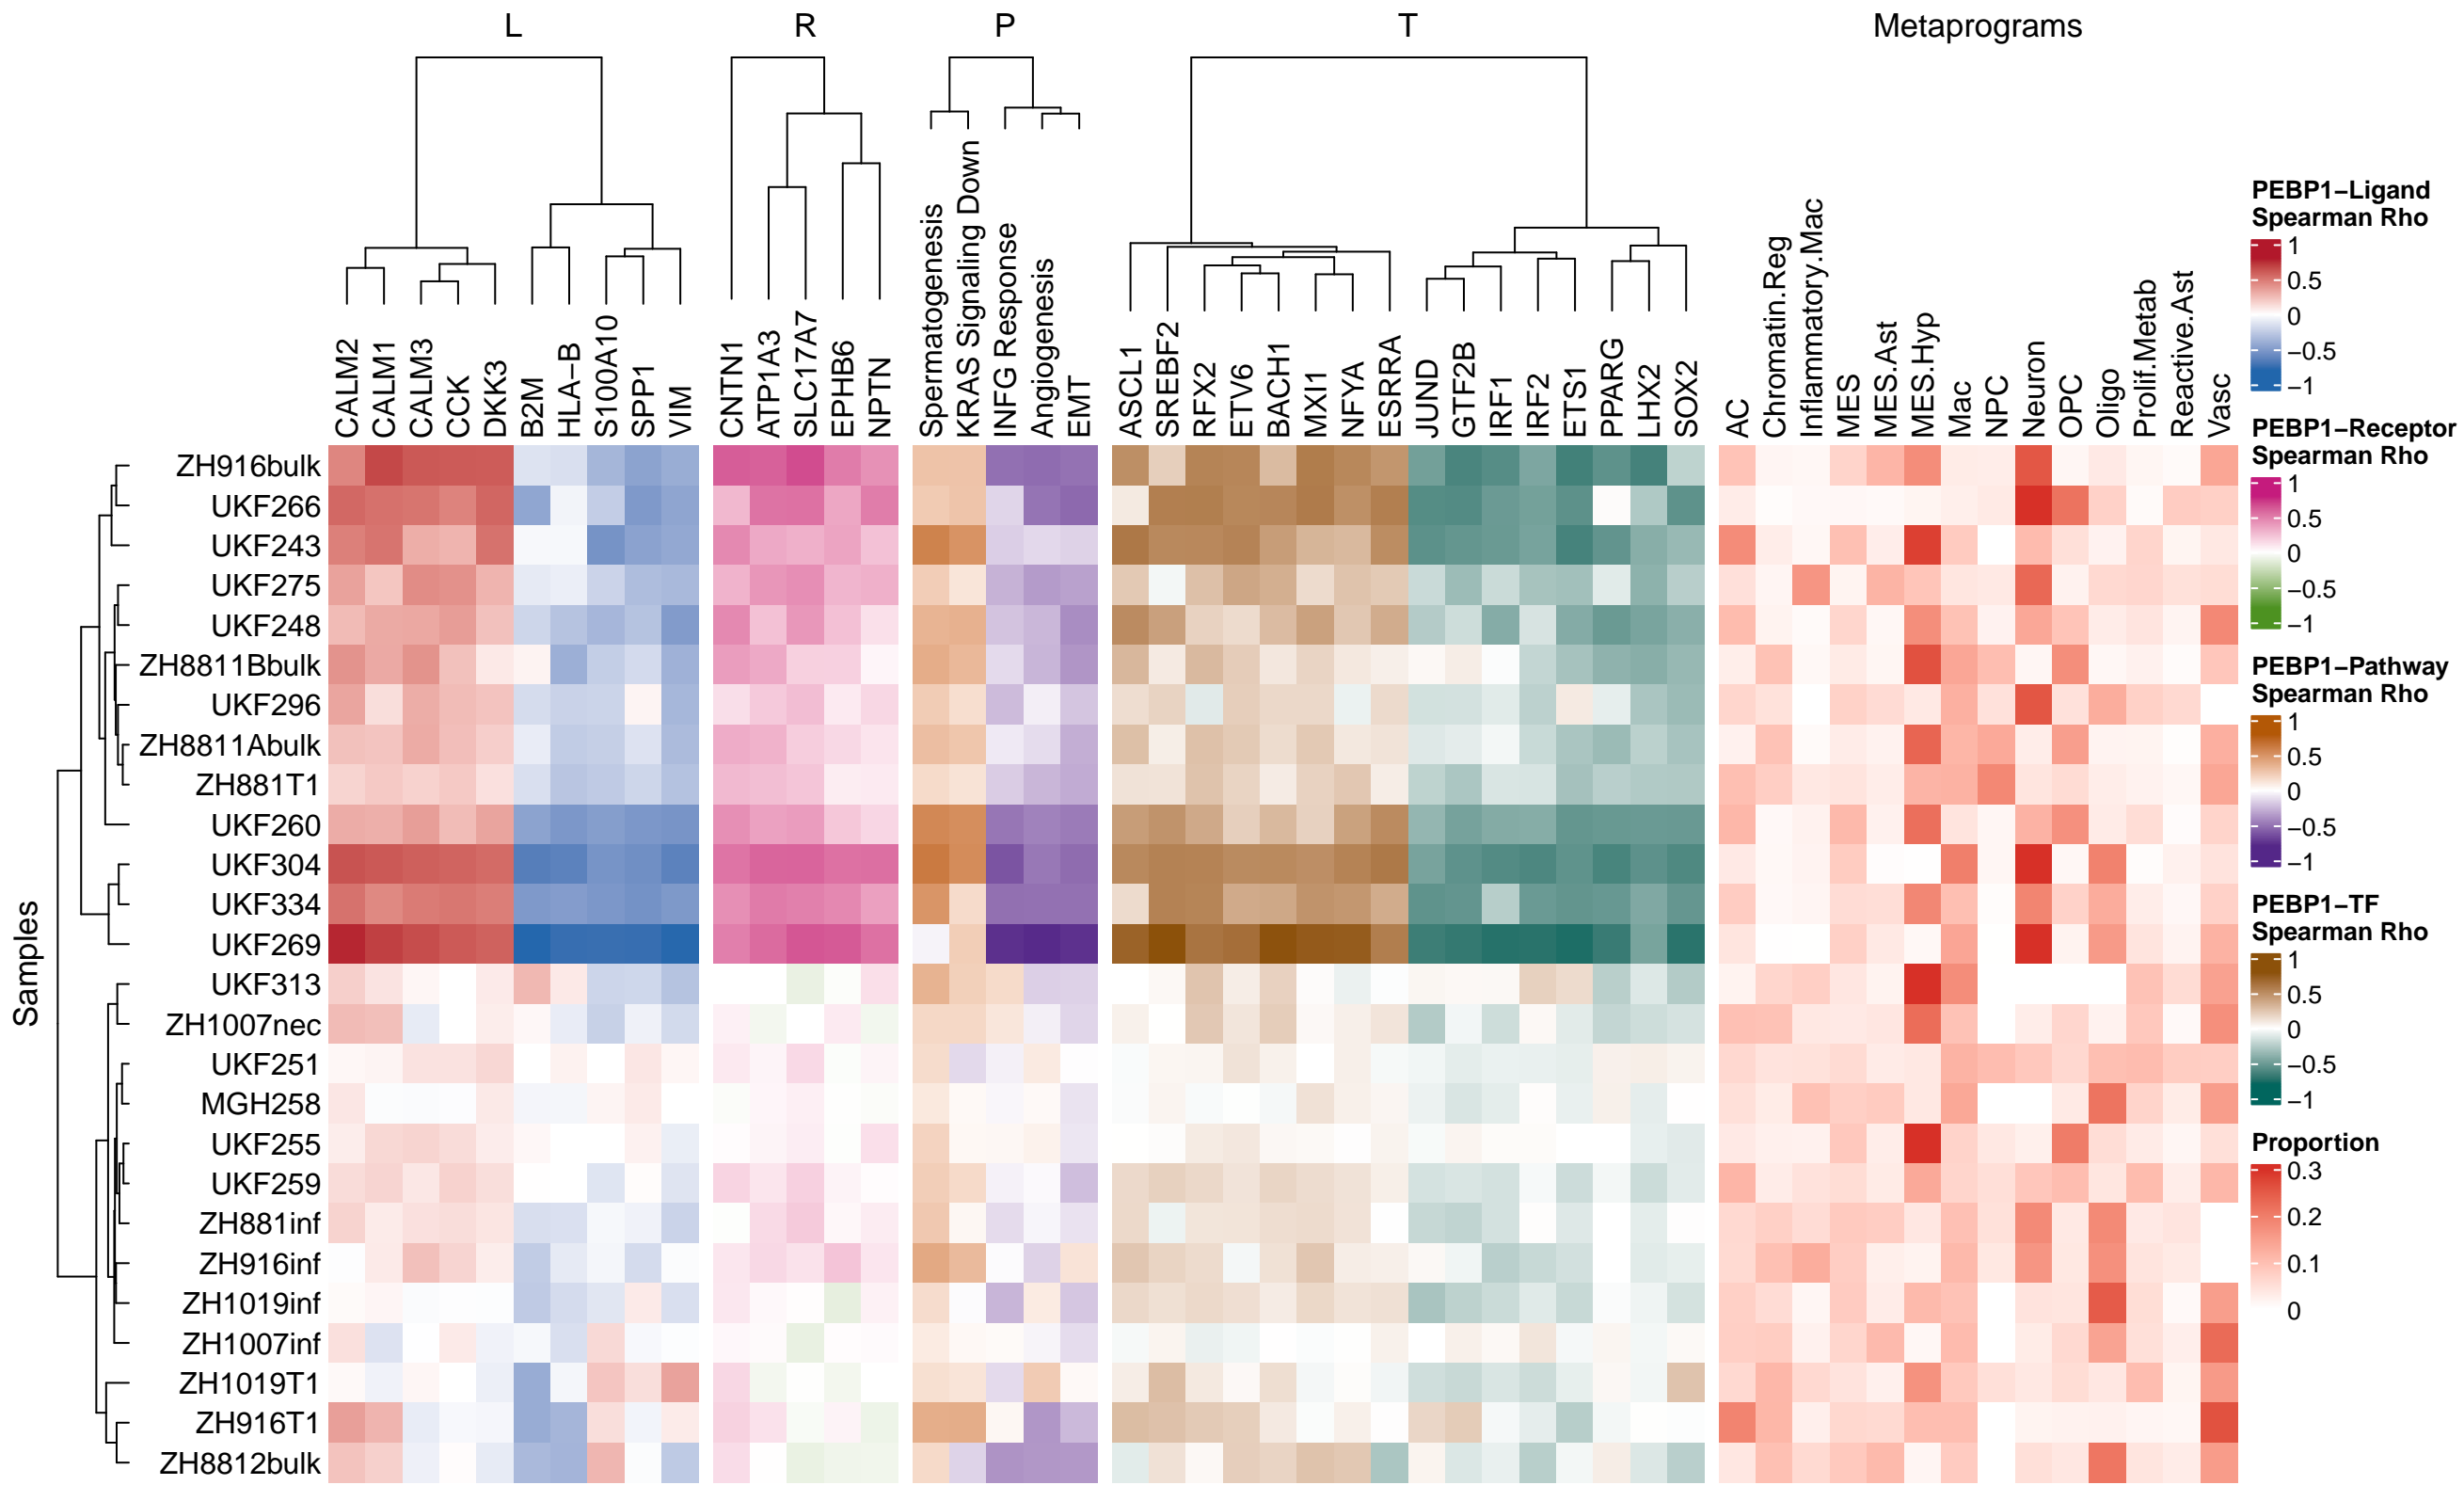 L R P T Metaprograms
CALM2
CALM1
CALM3
CCK
DKK3
B2M
HLA−B
S100A10
SPP1
VIM
CNTN1
ATP1A3
SLC17A7
EPHB6
NPTN
Spermatogenesis
KRAS Signaling Down
INFG Response
Angiogenesis
EMT
ASCL1
SREBF2
RFX2
ETV6
BACH1
MXI1
NFYA
ESRRA
JUND
GTF2B
IRF1
IRF2
ETS1
PPARG
LHX2
SOX2
AC
Chromatin.Reg
Inflammatory.Mac
MES
MES.Ast
MES.Hyp
Mac
NPC
Neuron
OPC
Oligo
Prolif.Metab
Reactive.Ast
Vasc
Samples
ZH916bulk
UKF266
UKF243
UKF275
UKF248
ZH8811Bbulk
UKF296
ZH8811Abulk
ZH881T1
UKF260
UKF304
UKF334
UKF269
UKF313
ZH1007nec
UKF251
MGH258
UKF255
UKF259
ZH881inf
ZH916inf
ZH1019inf
ZH1007inf
ZH1019T1
ZH916T1
ZH8812bulk
PEBP1−Ligand
Spearman Rho
1
0.5
0
−0.5
−1
PEBP1−Receptor
Spearman Rho
1
0.5
0
−0.5
−1
PEBP1−Pathway
Spearman Rho
1
0.5
0
−0.5
−1
PEBP1−TF
Spearman Rho
1
0.5
0
−0.5
−1
Proportion
0.3
0.2
0.1
0